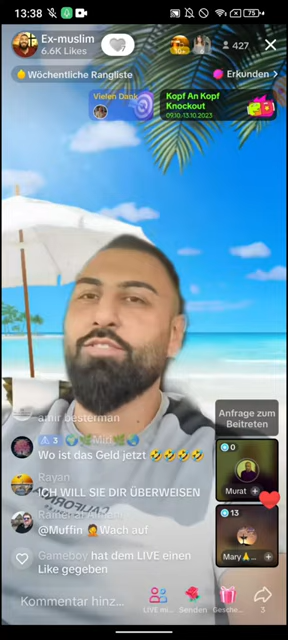 13:38
75
Ex-muslim
6.6K Likes
427
Wöchentliche Rangliste
Erkunden
Vielen Dank
Kopf An Kopf
Knockout
09.10-13.10.2023
amir besterman
3
Wo ist das Geld jetzt 🤣🤣🤣🤣
Rayan
ICH WILL SIE DIR ÜBERWEISEN
@Muffin 🤦 Wach auf
Gameboy hat dem LIVE einen
Like gegeben
Anfrage zum
Beitreten
0
Murat
13
Mary🙏...
Kommentar hinz...
LIVE mi...
Senden
Gesche...
3